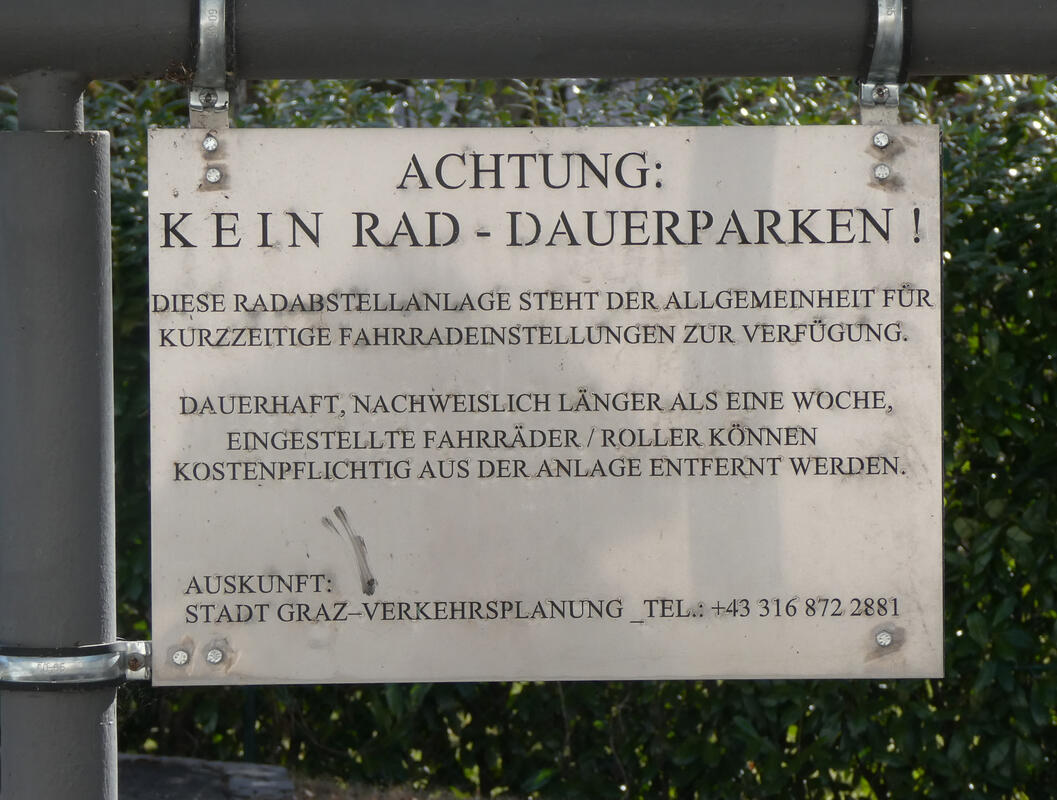 ACHTUNG:
KEIN RAD - DAUERPARKEN !
DIESE RADABSTELLANLAGE STEHT DER ALLGEMEINHEIT FÜR
KURZZEITIGE FAHRRADEINSTELLUNGEN ZUR VERFÜGUNG.
DAUERHAFT, NACHWEISLICH LÄNGER ALS EINE WOCHE,
EINGESTELLTE FAHRRÄDER / ROLLER KÖNNEN
KOSTENPFLICHTIG AUS DER ANLAGE ENTFERNT WERDEN.
AUSKUNFT:
STADT GRAZ–VERKEHRSPLANUNG _TEL.: +43 316 872 2881